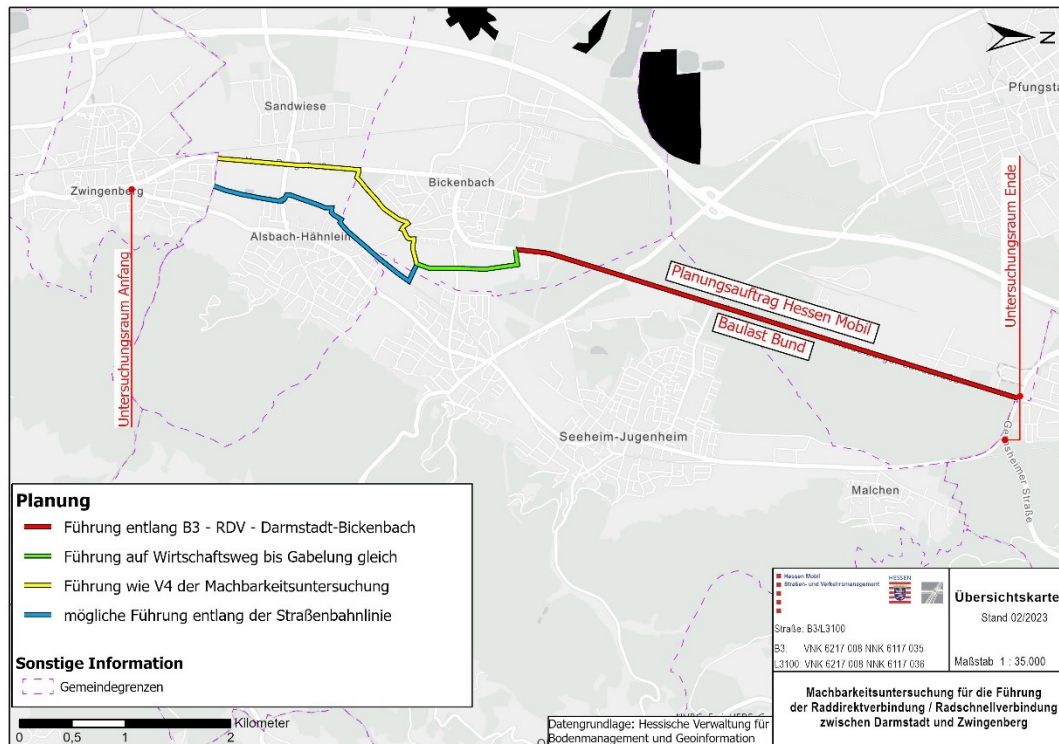 N
Pfungsta
Sandwiese
Bickenbach
Zwingenberg
Alsbach-Hähnlein
Untersuchungsraum Anfang
Untersuchungsraum Ende
Planungsauftrag Hessen Mobil
Baulast Bund
Seeheim-Jugenheim
Malchen
Straße
Planung
Führung entlang B3 - RDV - Darmstadt-Bickenbach
Führung auf Wirtschaftsweg bis Gabelung gleich
Führung wie V4 der Machbarkeitsuntersuchung
mögliche Führung entlang der Straßenbahnlinie
Sonstige Information
Gemeindegrenzen
Kilometer
0 0,5 1 2
Datengrundlage: Hessische Verwaltung für
Bodenmanagement und Geoinformation
Hessen Mobil
Straßen- und Verkehrsmanagement
HESSEN
Straße: B3/L3100
B3: VNK 6217 008 NNK 6117 035
L3100: VNK 6217 008 NNK 6117 036
Übersichtskarte
Stand 02/2023
Maßstab 1 : 35.000
Machbarkeitsuntersuchung für die Führung
der Raddirektverbindung / Radschnellverbindung
zwischen Darmstadt und Zwingenberg